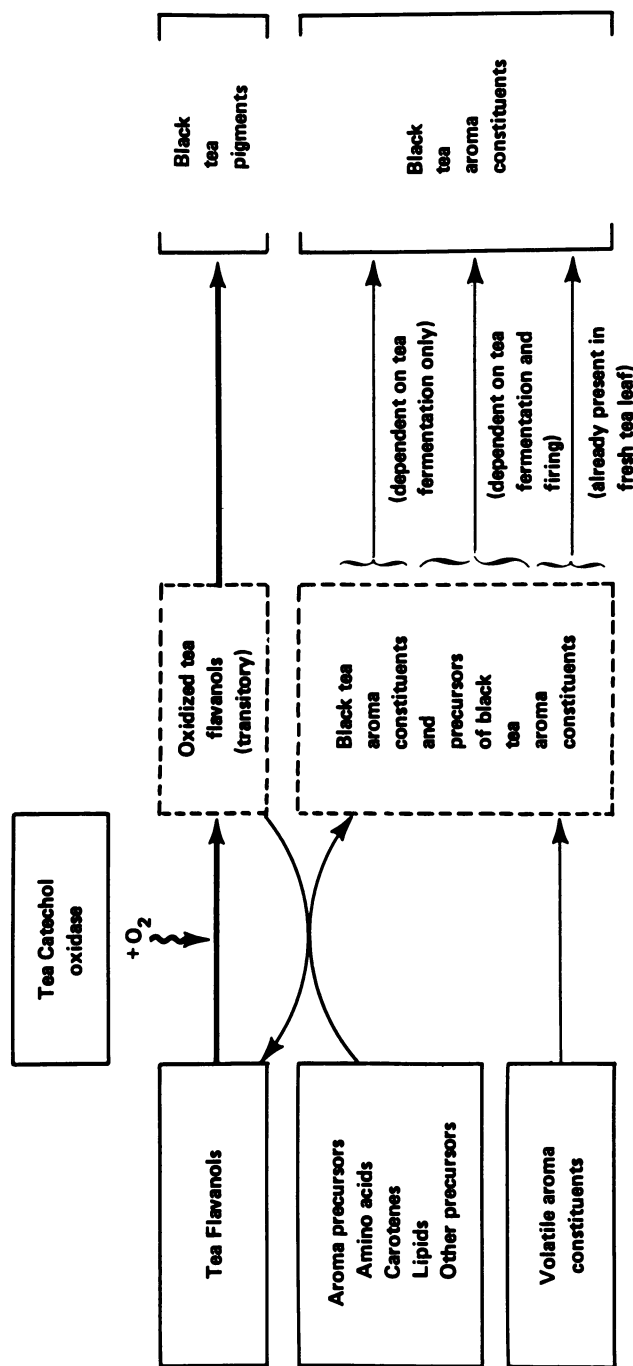 Tea Catechol
oxidase
+O₂
Tea Flavanols
Oxidized tea
flavanols
(transitory)
Black
tea
pigments
Aroma precursors
Amino acids
Carotenes
Lipids
Other precursors
Volatile aroma
constituents
Black tea
aroma
constituents
and
precursors
of black
tea
aroma
constituents
(dependent on tea
fermentation only)
(dependent on tea
fermentation and
firing)
(already present in
fresh tea leaf)
Black
tea
aroma
constituents